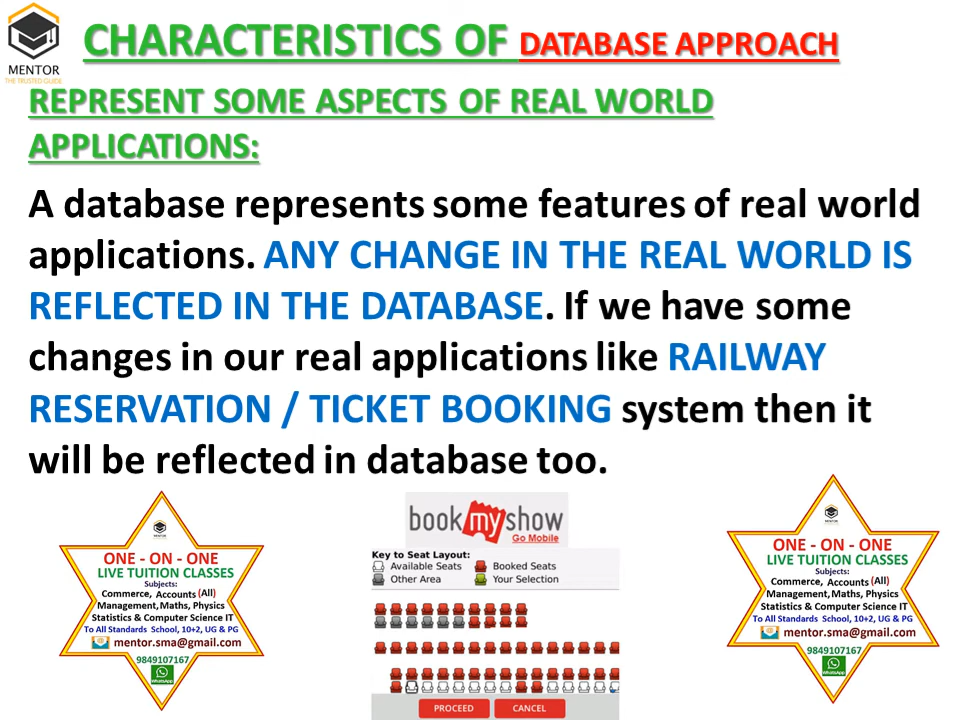 MENTOR
THE TRUSTED GUIDE
CHARACTERISTICS OF DATABASE APPROACH
REPRESENT SOME ASPECTS OF REAL WORLD
APPLICATIONS:
A database represents some features of real world
applications. ANY CHANGE IN THE REAL WORLD IS
REFLECTED IN THE DATABASE. If we have some
changes in our real applications like RAILWAY
RESERVATION / TICKET BOOKING system then it
will be reflected in database too.
ONE - ON - ONE
LIVE TUITION CLASSES
Subjects:
Commerce, Accounts (All)
Management,Maths, Physics
Statistics & Computer Science IT
To All Standards School, 10+2, UG & PG
mentor.sma@gmail.com
9849107167
WhatsApp
book my show
Go Mobile
Key to Seat Layout:
Available Seats Booked Seats
Other Area Your Selection
PROCEED CANCEL
MENTOR
ONE - ON - ONE
LIVE TUITION CLASSES
Subjects:
Commerce, Accounts (All)
Management,Maths, Physics
Statistics & Computer Science IT
To All Standards School, 10+2, UG & PG
mentor.sma@gmail.com
9849107167
WhatsApp